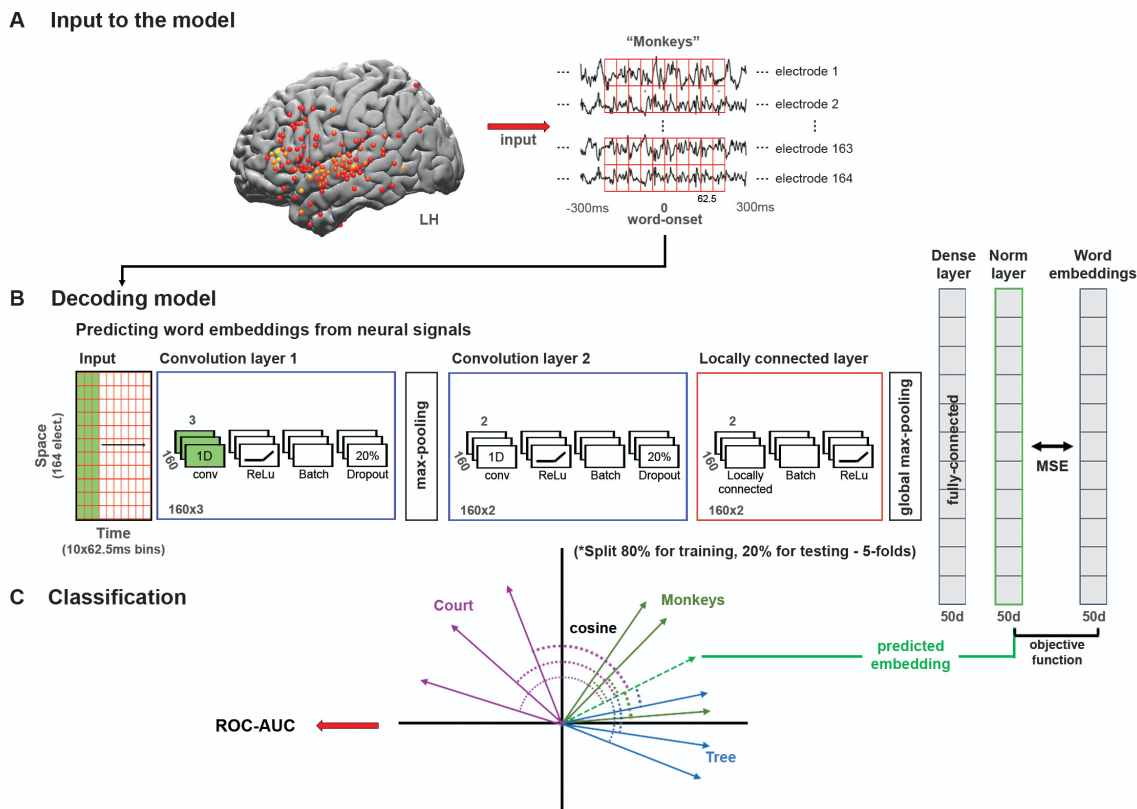 A Input to the model
"Monkeys"
··· ··· electrode 1
··· ··· electrode 2
input
··· ··· electrode 163
··· ··· electrode 164
62.5
-300ms 0 300ms
word-onset
LH
B Decoding model
Predicting word embeddings from neural signals
Input
Space
(164 elect.)
Time
(10x62.5ms bins)
Convolution layer 1
3
160
1D
20%
conv ReLu Batch Dropout
160x3
max-pooling
Convolution layer 2
2
160
1D
20%
conv ReLu Batch Dropout
160x2
Locally connected layer
2
160
Locally
connected
Batch ReLu
160x2
global max-pooling
Dense
layer
fully-connected
50d
Norm
layer
50d
MSE
Word
embeddings
50d
objective
function
(*Split 80% for training, 20% for testing - 5-folds)
C Classification
Court
cosine
Monkeys
predicted
embedding
Tree
ROC-AUC